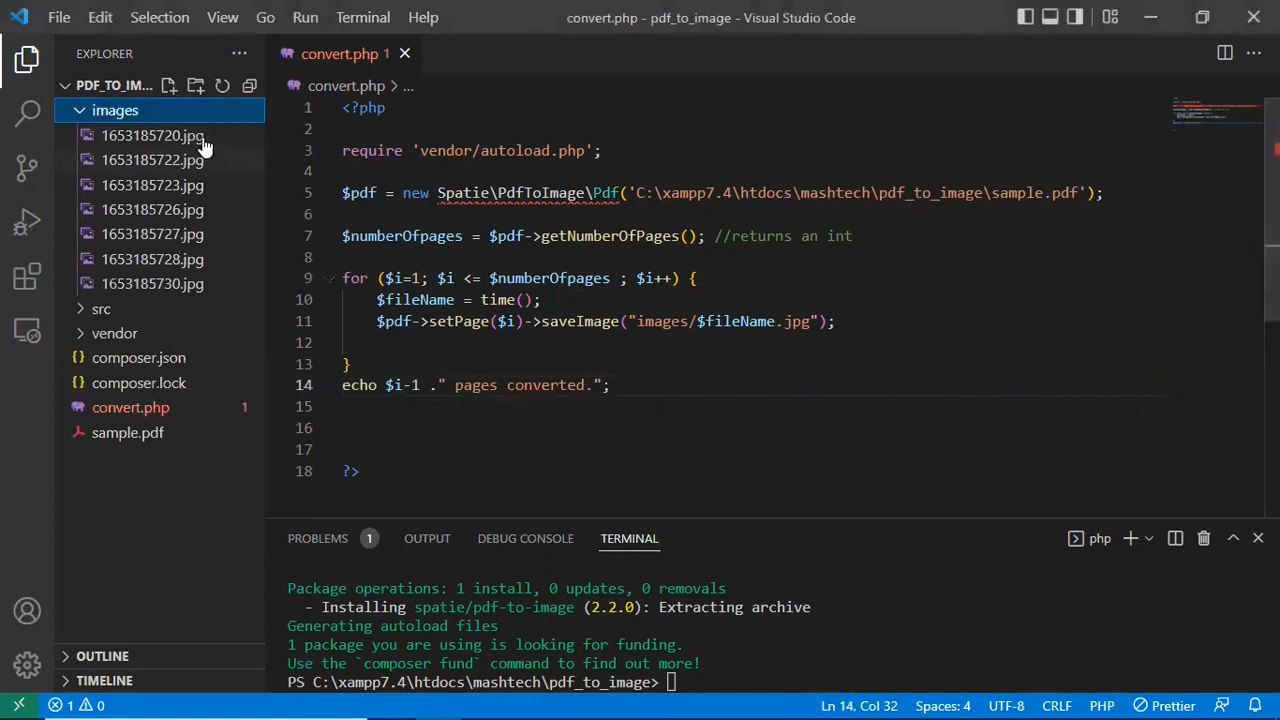 File Edit Selection View Go Run Terminal Help
convert.php - pdf_to_image - Visual Studio Code
EXPLORER
PDF_TO_IM...
images
1653185720.jpg
1653185722.jpg
1653185723.jpg
1653185726.jpg
1653185727.jpg
1653185728.jpg
1653185730.jpg
src
vendor
composer.json
composer.lock
convert.php 1
sample.pdf
OUTLINE
TIMELINE
convert.php 1
convert.php > ...
1 <?php
2
3 require 'vendor/autoload.php';
4
5 $pdf = new Spatie\PdfToImage\Pdf('C:\xampp7.4\htdocs\mashtech\pdf_to_image\sample.pdf');
6
7 $numberOfpages = $pdf->getNumberOfPages(); //returns an int
8
9 for ($i=1; $i <= $numberOfpages ; $i++) {
10 $fileName = time();
11 $pdf->setPage($i)->saveImage("images/$fileName.jpg");
12
13 }
14 echo $i-1 ." pages converted.";
15
16
17
18 ?>
PROBLEMS 1 OUTPUT DEBUG CONSOLE TERMINAL
php
Package operations: 1 install, 0 updates, 0 removals
- Installing spatie/pdf-to-image (2.2.0): Extracting archive
Generating autoload files
1 package you are using is looking for funding.
Use the `composer fund` command to find out more!
PS C:\xampp7.4\htdocs\mashtech\pdf_to_image>
1 0
Ln 14, Col 32 Spaces: 4 UTF-8 CRLF PHP Prettier